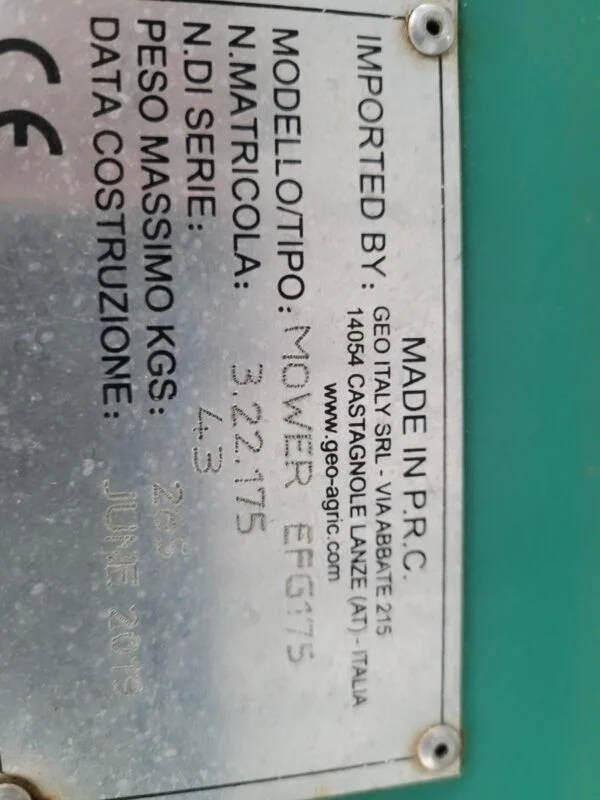 MADE IN P.R.C.
IMPORTED BY: GEO ITALY SRL - VIA ABBATE 215
14054 CASTAGNOLE LANZE (AT) - ITALIA
www.geo-agric.com
MODELLO/TIPO: MOWER EFG175
N.MATRICOLA: 3.22.175
N.DI SERIE: 43
PESO MASSIMO KGS:
DATA COSTRUZIONE: JUNE 2019
CE